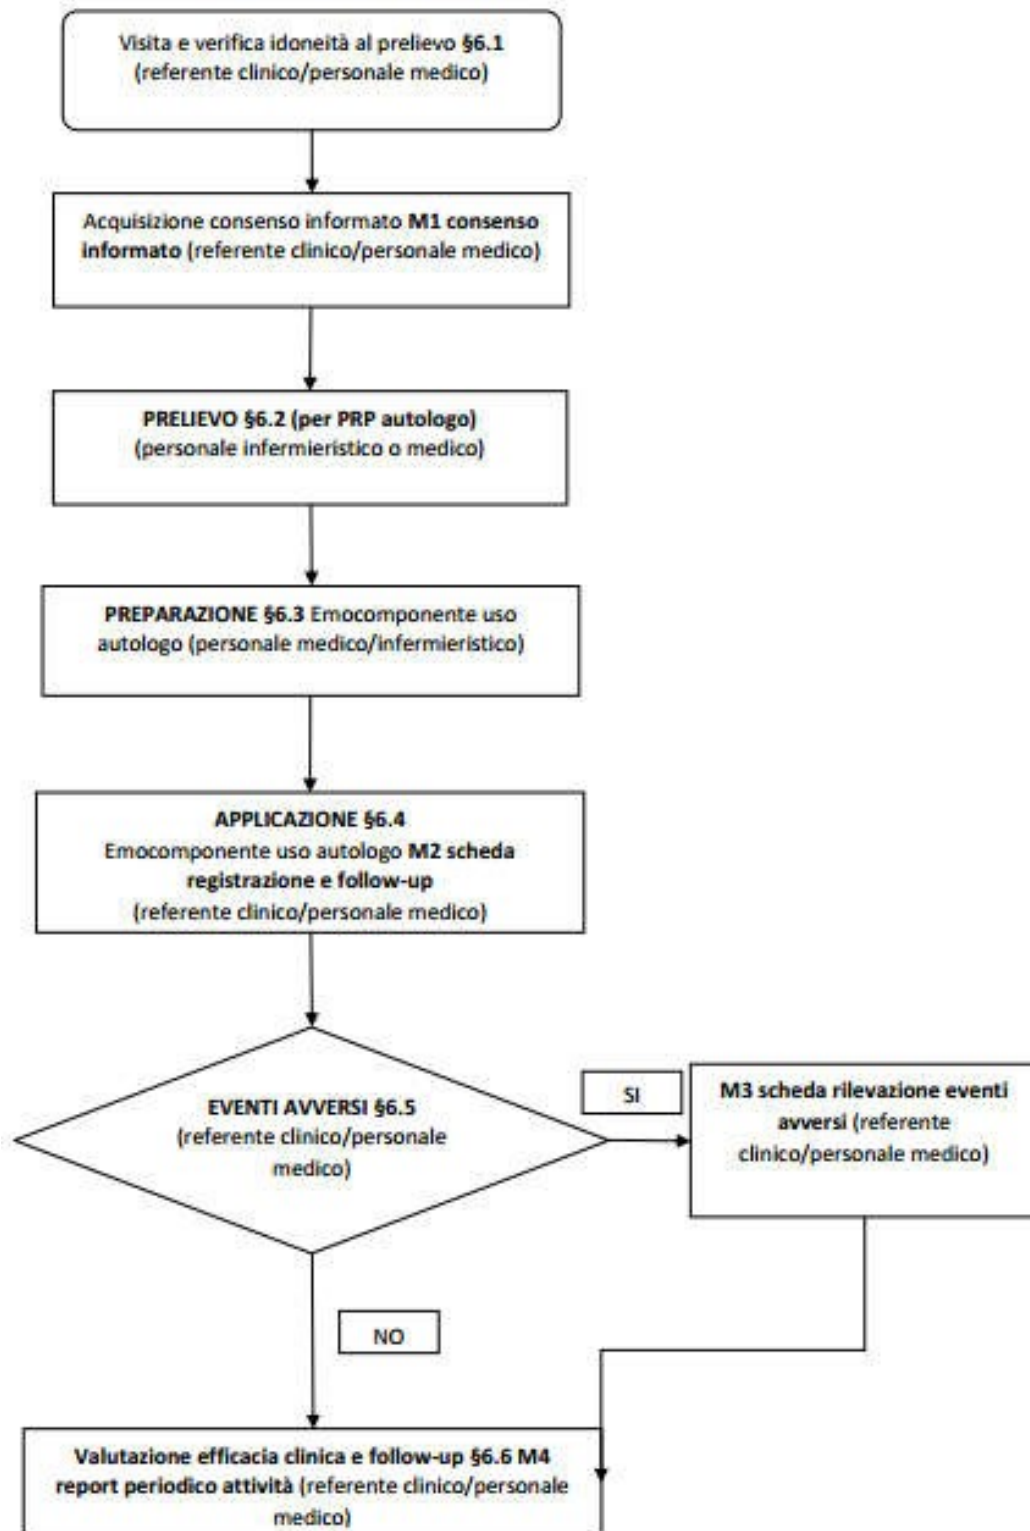 Visita e verifica idoneità al prelievo §6.1
(referente clinico/personale medico)
Acquisizione consenso informato M1 consenso
informato (referente clinico/personale medico)
PRELIEVO §6.2 (per PRP autologo)
(personale infermieristico o medico)
PREPARAZIONE §6.3 Emocomponente uso
autologo (personale medico/infermieristico)
APPLICAZIONE §6.4
Emocomponente uso autologo M2 scheda
registrazione e follow-up
(referente clinico/personale medico)
EVENTI AVVERSI §6.5
(referente clinico/personale
medico)
SI
M3 scheda rilevazione eventi
avversi (referente
clinico/personale medico)
NO
Valutazione efficacia clinica e follow-up §6.6 M4
report periodico attività (referente clinico/personale
medico)